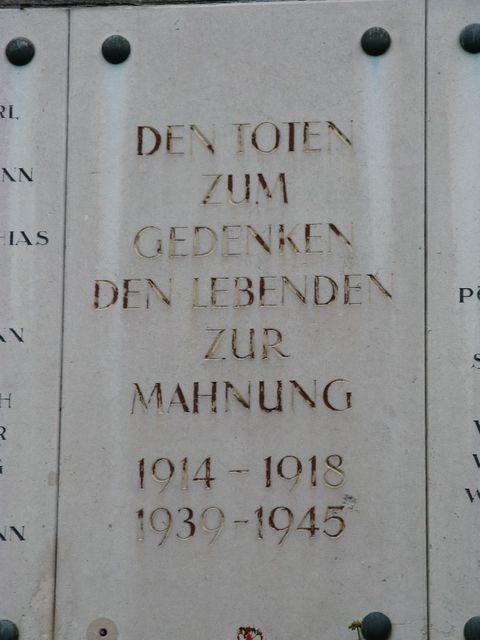 DEN TOTEN
ZUM
GEDENKEN
DEN LEBENDEN
ZUR
MAHNUNG
1914 - 1918
1939-1945